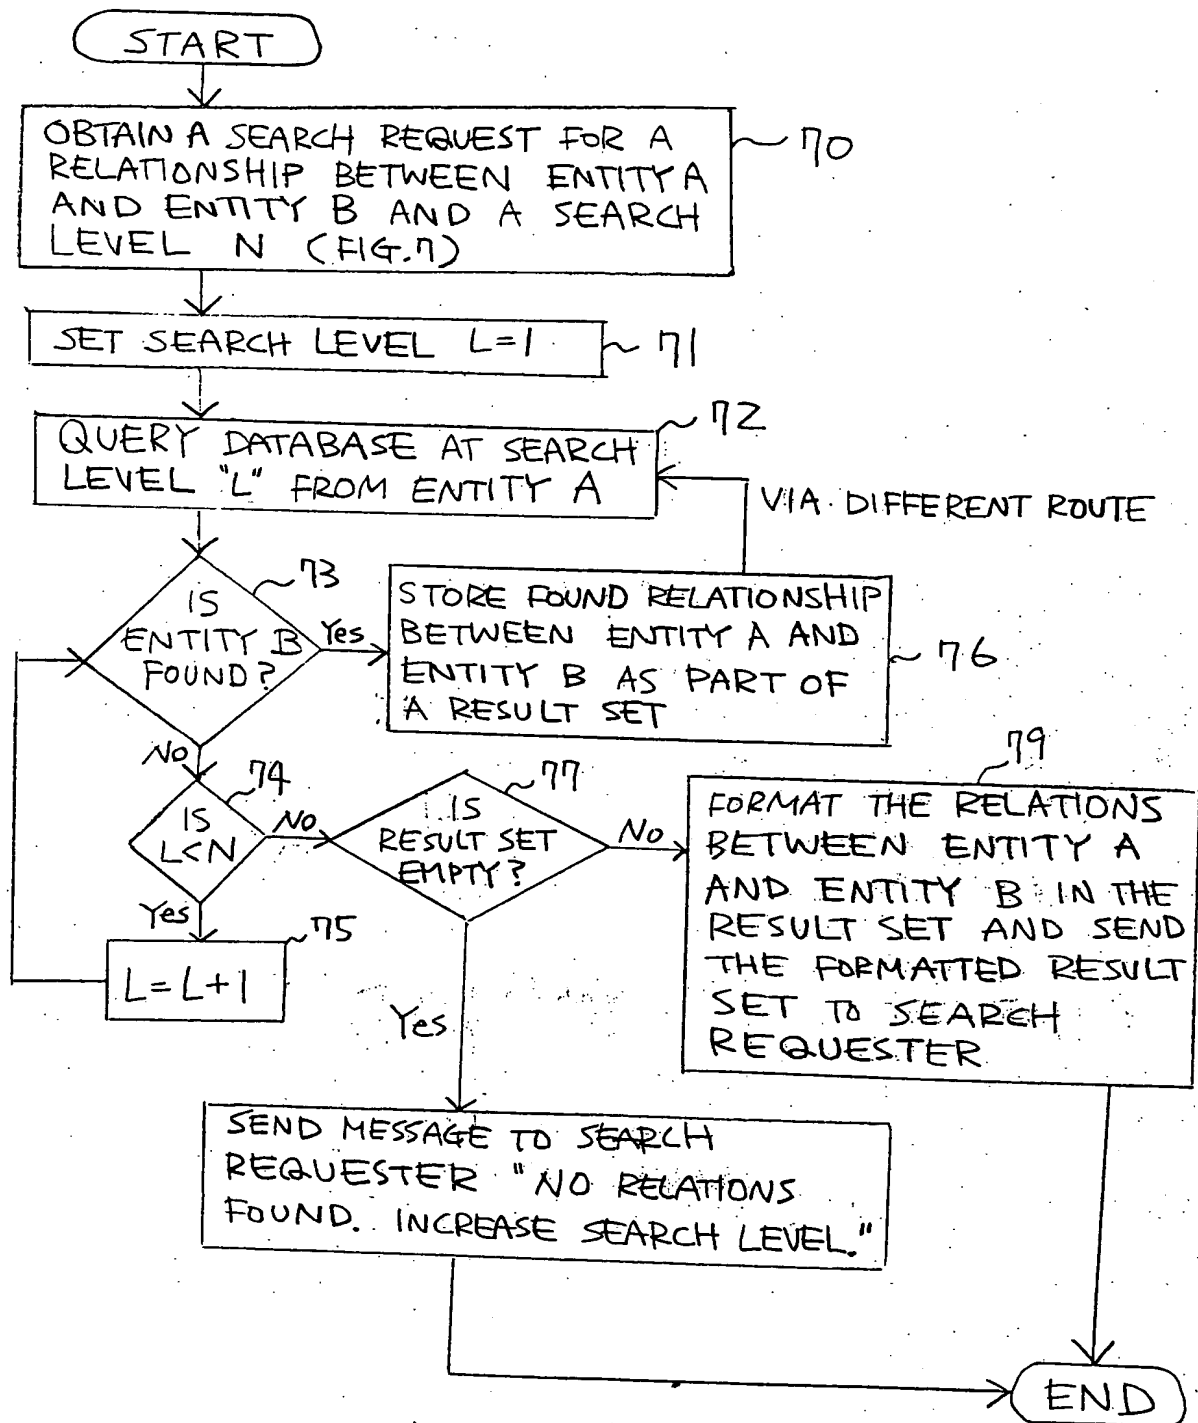 START
OBTAIN A SEARCH REQUEST FOR A
RELATIONSHIP BETWEEN ENTITY A
AND ENTITY B AND A SEARCH
LEVEL N (FIG.7)
70
SET SEARCH LEVEL L=1
71
QUERY DATABASE AT SEARCH
LEVEL "L" FROM ENTITY A
72
VIA DIFFERENT ROUTE
IS
ENTITY B
FOUND?
73
Yes
STORE FOUND RELATIONSHIP
BETWEEN ENTITY A AND
ENTITY B AS PART OF
A RESULT SET
76
No
IS
L<N
74
No
Yes
L=L+1
75
IS
RESULT SET
EMPTY?
77
No
Yes
FORMAT THE RELATIONS
BETWEEN ENTITY A
AND ENTITY B IN THE
RESULT SET AND SEND
THE FORMATTED RESULT
SET TO SEARCH
REQUESTER
79
SEND MESSAGE TO SEARCH
REQUESTER "NO RELATIONS
FOUND. INCREASE SEARCH LEVEL."
END